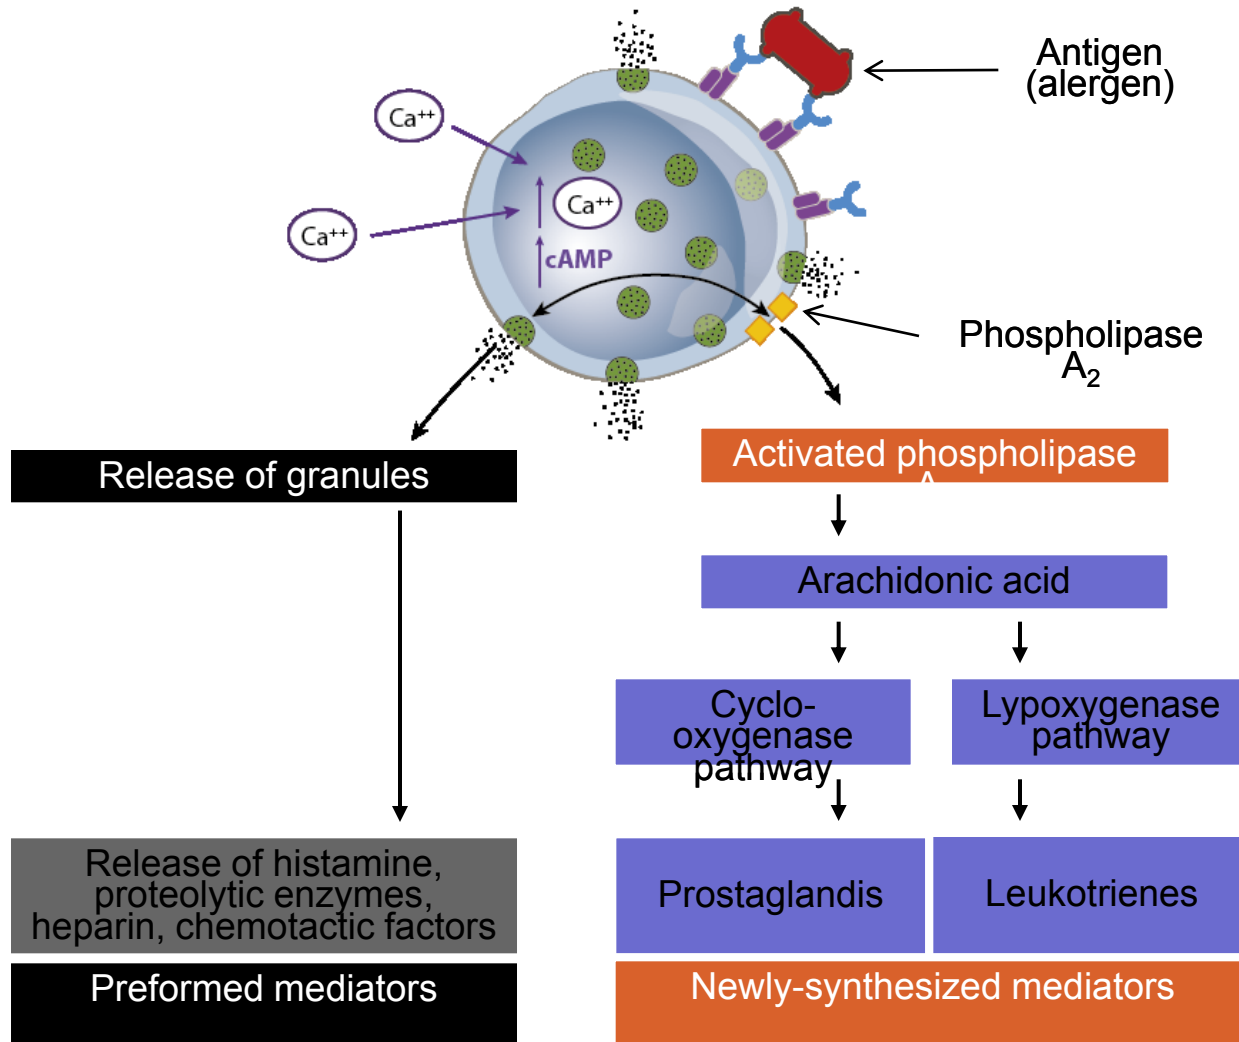 Antigen
(alergen)
Ca++
Ca++
Ca++
cAMP
Phospholipase
A2
Release of granules
Activated phospholipase
A
Arachidonic acid
Cyclo-
oxygenase
pathway
Lypoxygenase
pathway
Release of histamine,
proteolytic enzymes,
heparin, chemotactic factors
Prostaglandis
Leukotrienes
Preformed mediators
Newly-synthesized mediators